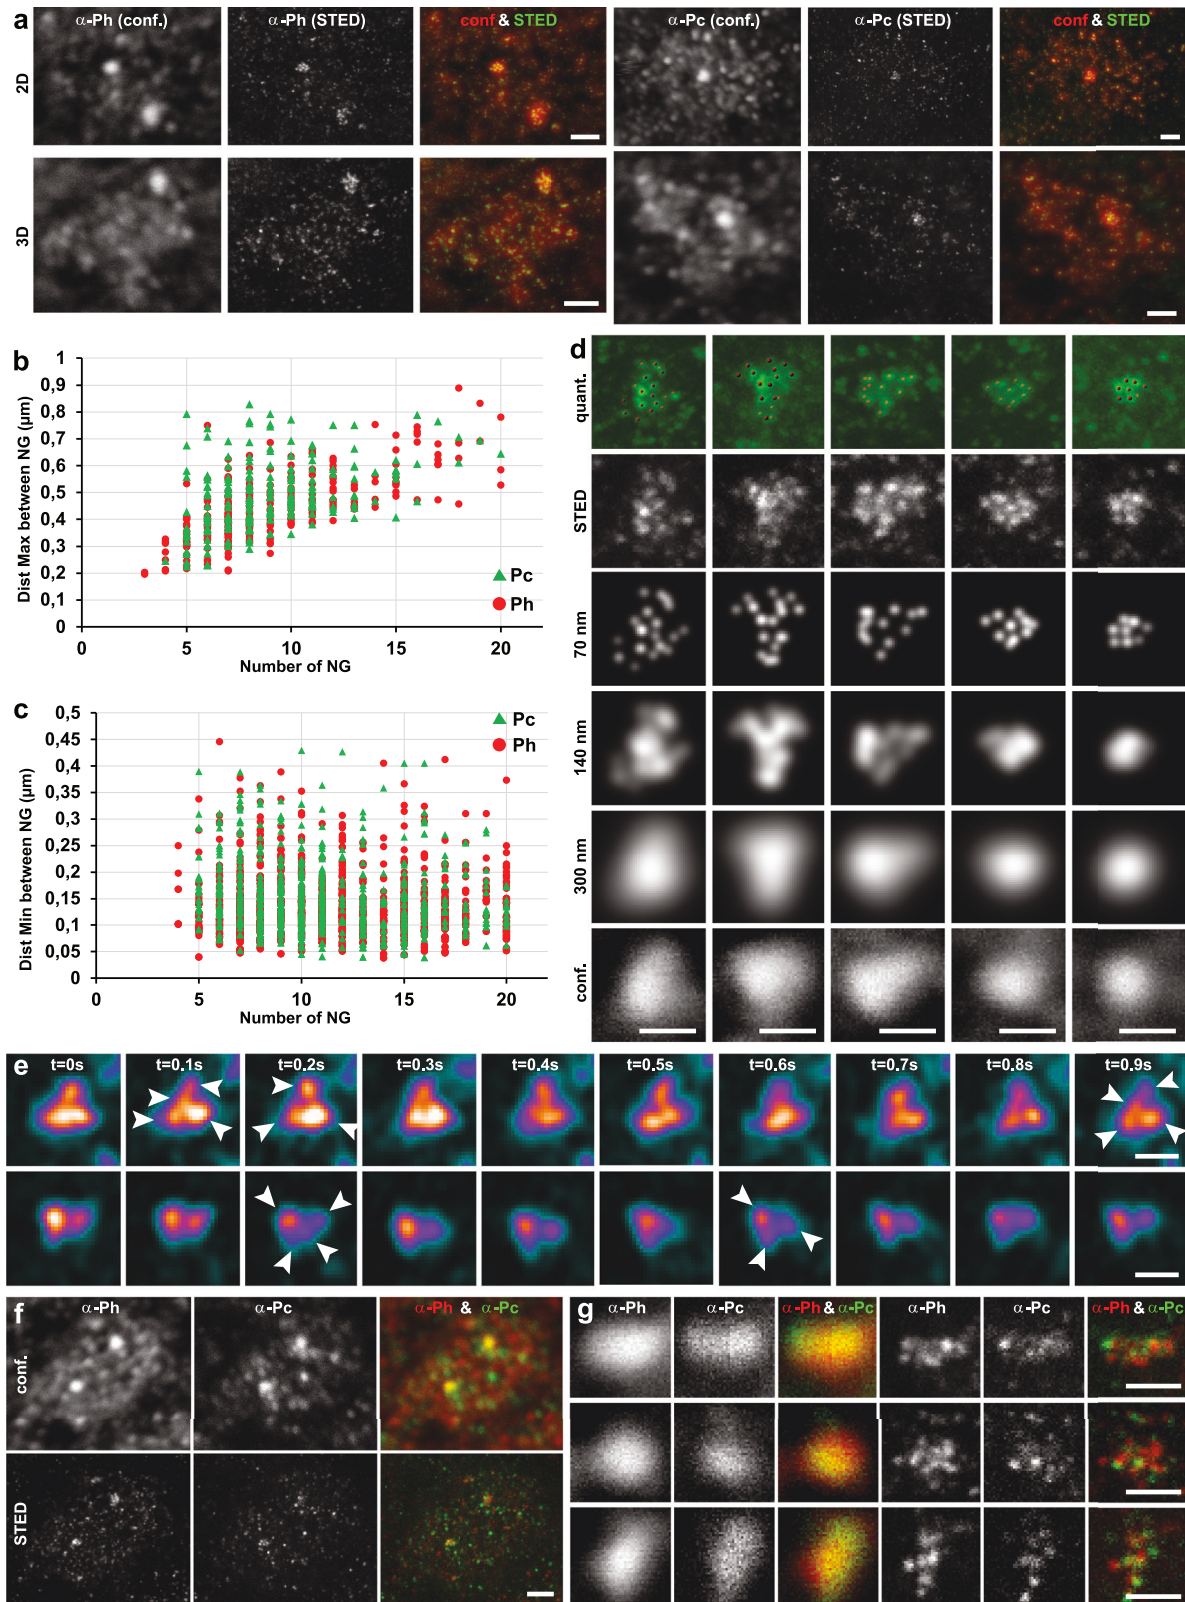 a
α-Ph (conf.)
α-Ph (STED)
conf & STED
α-Pc (conf.)
α-Pc (STED)
conf & STED
2D
3D
b
1
0,9
0,8
0,7
0,6
0,5
0,4
0,3
0,2
0,1
0
Dist Max between NG (µm)
Pc
Ph
0
5
10
15
20
Number of NG
c
0,5
0,45
0,4
0,35
0,3
0,25
0,2
0,15
0,1
0,05
0
Dist Min between NG (µm)
Pc
Ph
0
5
10
15
20
Number of NG
d
quant.
STED
70 nm
140 nm
300 nm
conf.
e
t=0s
t=0.1s
t=0.2s
t=0.3s
t=0.4s
t=0.5s
t=0.6s
t=0.7s
t=0.8s
t=0.9s
f
α-Ph
α-Pc
α-Ph & α-Pc
conf.
STED
g
α-Ph
α-Pc
α-Ph & α-Pc
α-Ph
α-Pc
α-Ph & α-Pc